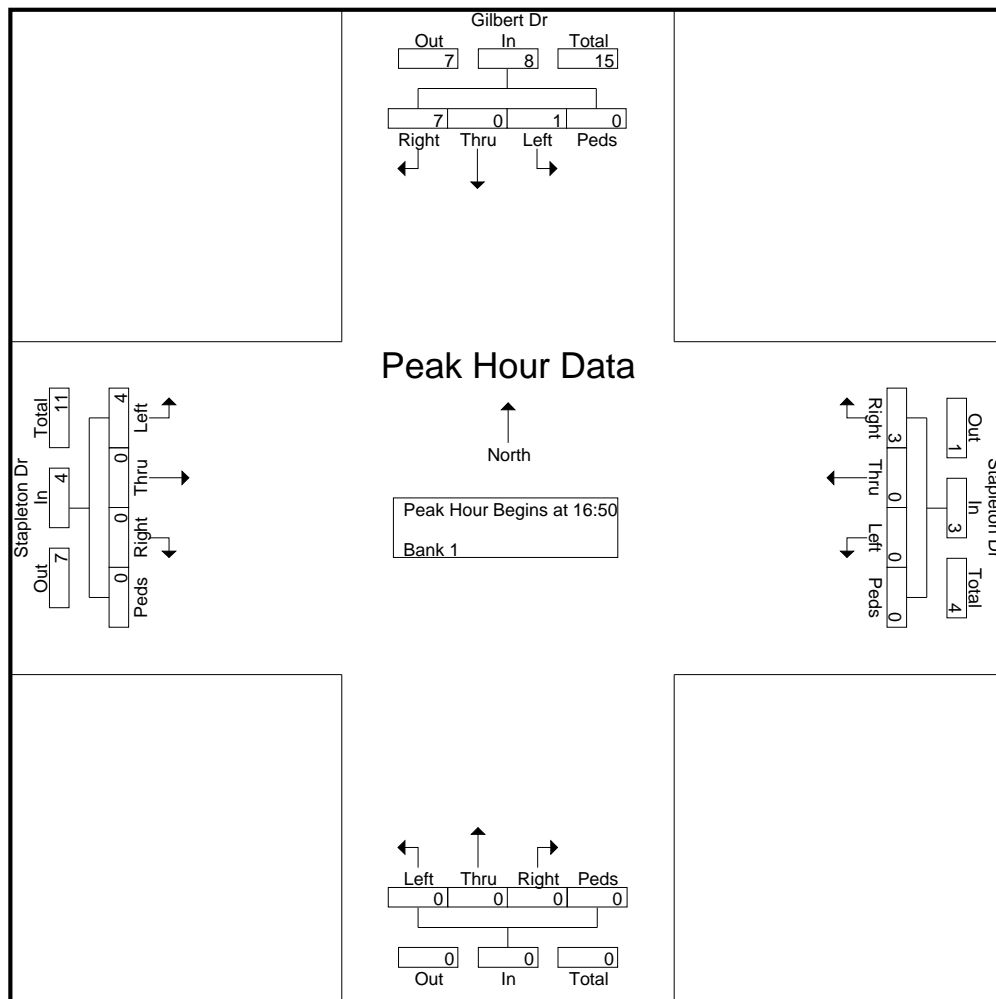 Gilbert Dr
Out In Total
7 8 15
7 0 1 0
Right Thru Left Peds
Peak Hour Data
North
Peak Hour Begins at 16:50
Bank 1
Stapleton Dr
Out In Total
7 4 11
0 0 0 4
Peds Right Thru Left
Stapleton Dr
Out In Total
1 3 4
3 0 0 0
Right Thru Left Peds
Left Thru Right Peds
0 0 0 0
0 0 0
Out In Total